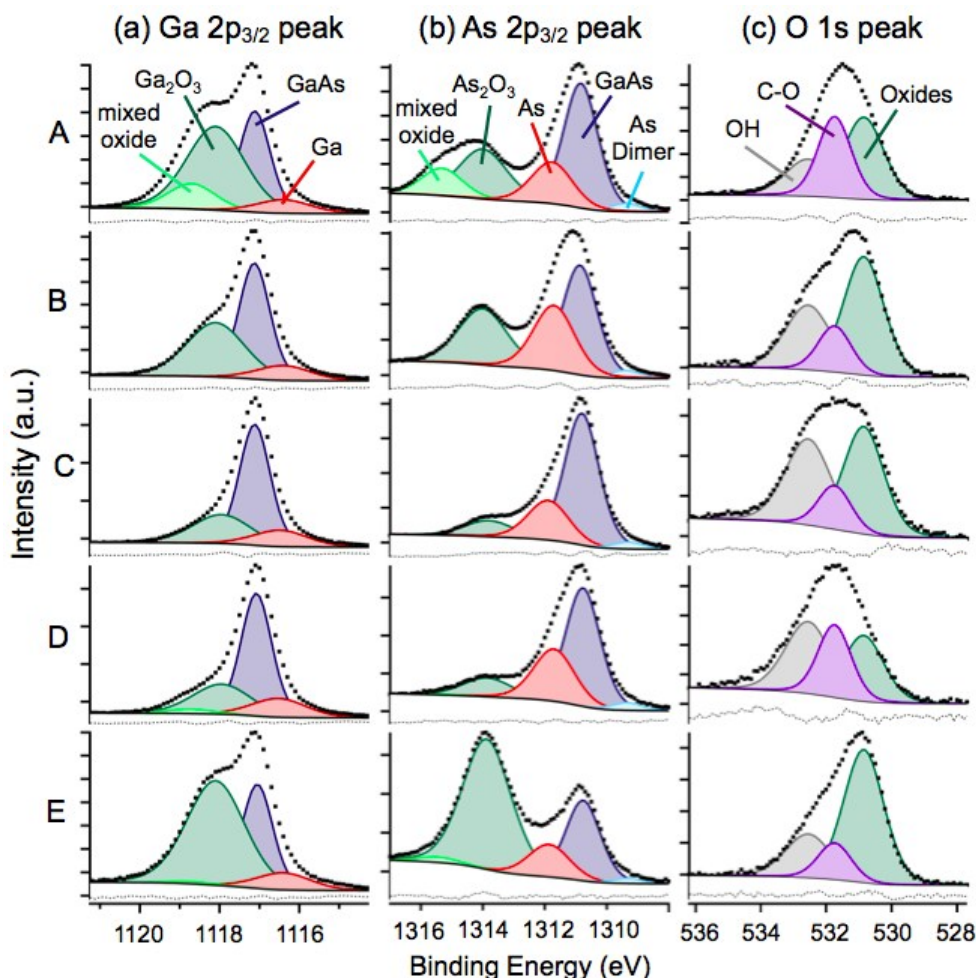 (a) Ga 2p₃/₂ peak (b) As 2p₃/₂ peak (c) O 1s peak
A
Ga₂O₃
GaAs
mixed
oxide
Ga
mixed
oxide
As₂O₃
As
GaAs
As
Dimer
OH
C-O
Oxides
B
C
D
E
Intensity (a.u.)
1120 1118 1116
1316 1314 1312 1310
536 534 532 530 528
Binding Energy (eV)